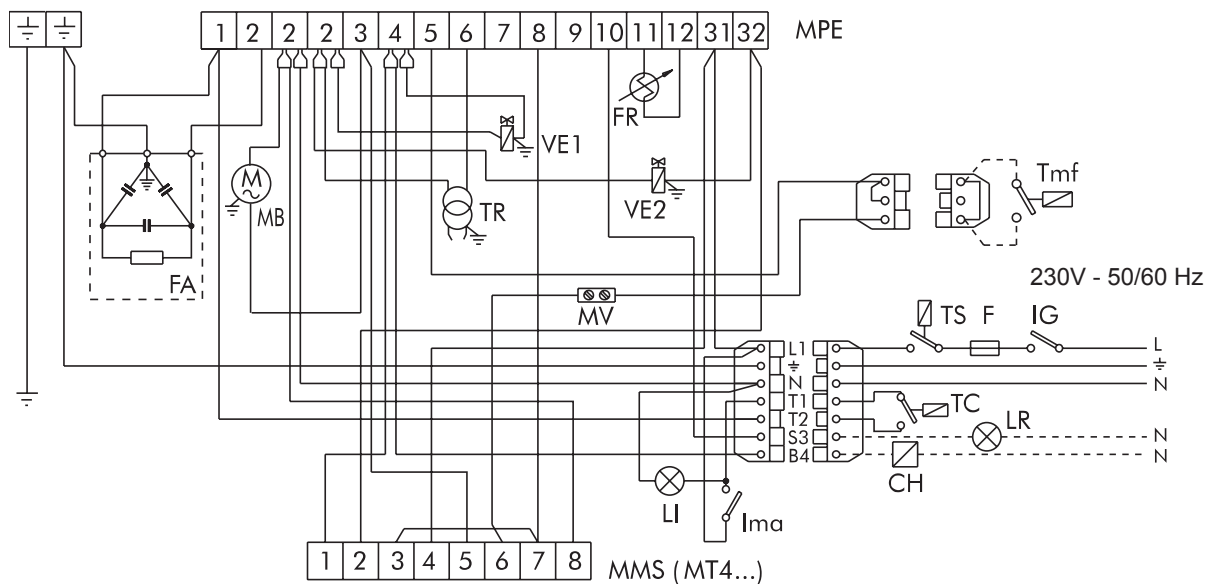 1 2 2 2 3 4 5 6 7 8 9 10 11 12 31 32 MPE
FR
VE1
M
MB
TR
VE2
Tmf
FA
230V - 50/60 Hz
MV
TS F IG
L1 L
N N
T1
TC
T2
LR
S3 N
B4 N
CH
LI
Ima
1 2 3 4 5 6 7 8 MMS (MT4...)